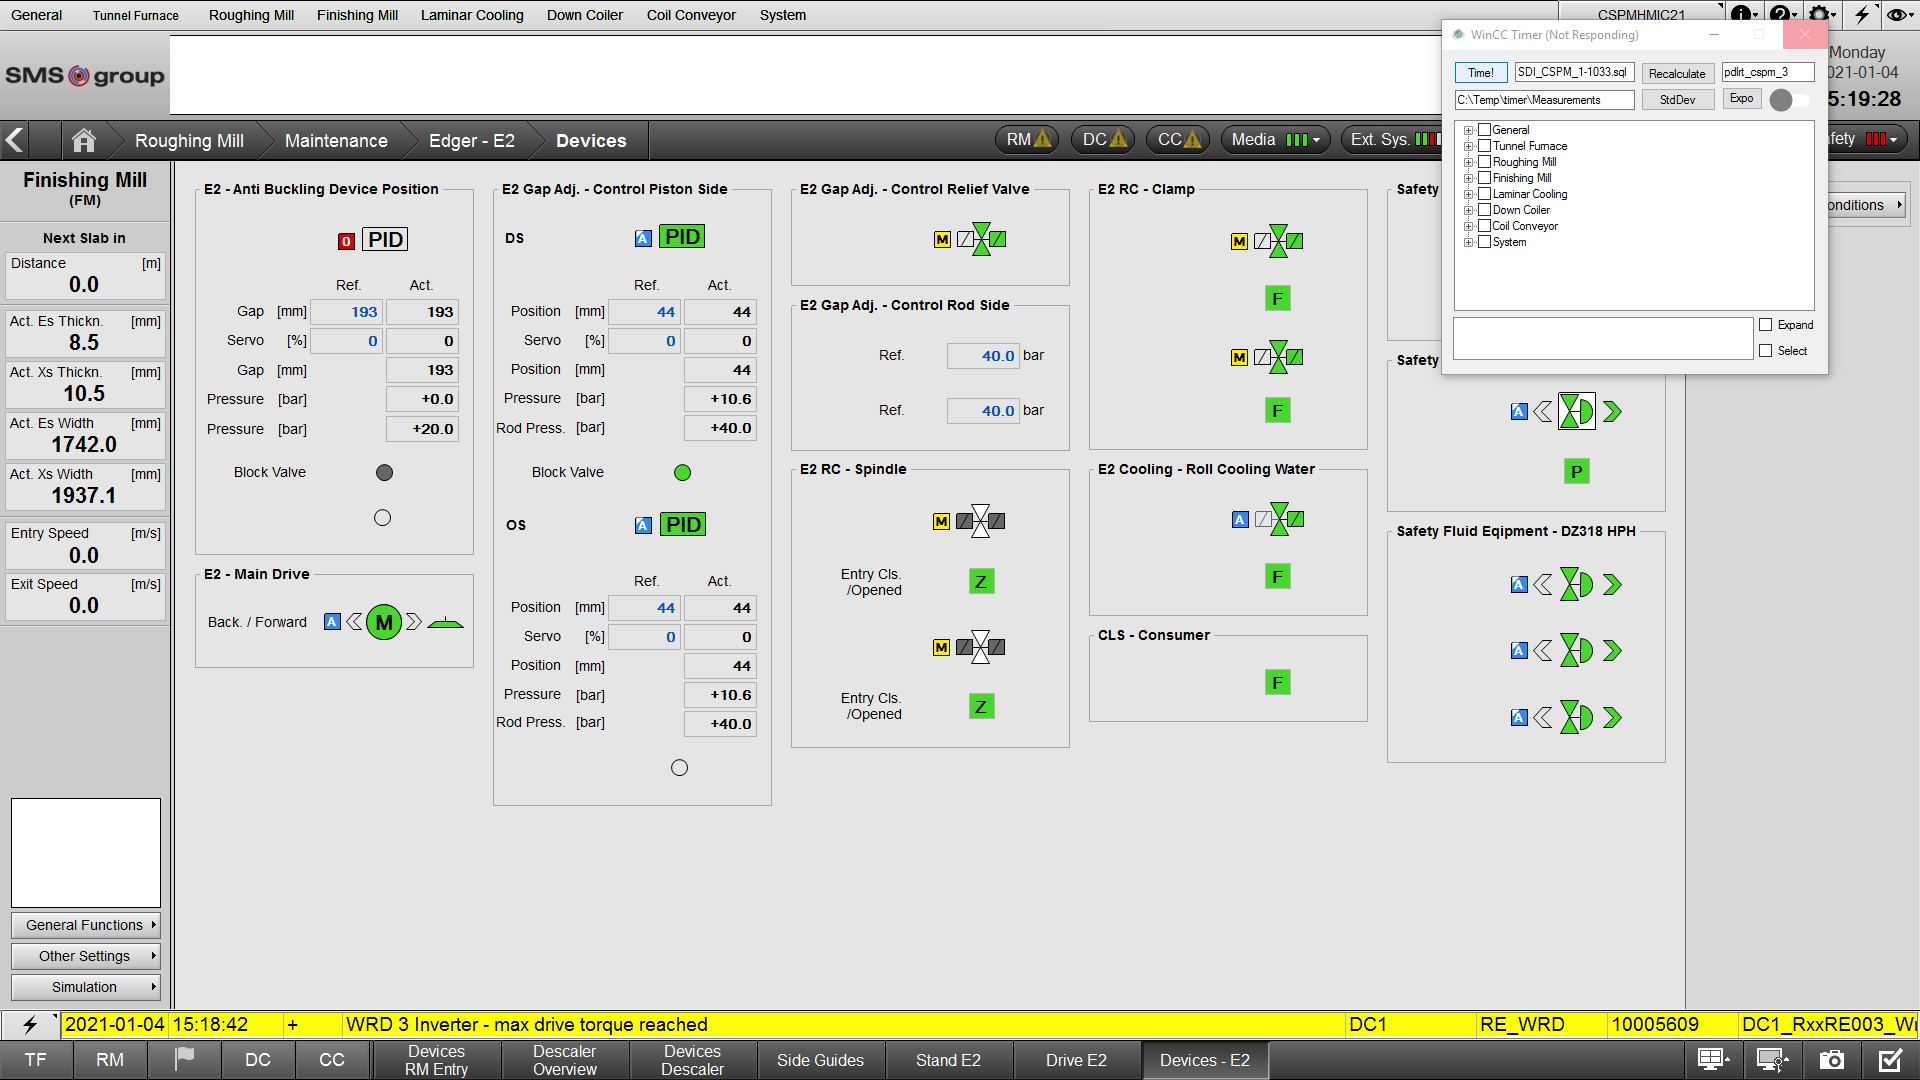 General Tunnel Furnace Roughing Mill Finishing Mill Laminar Cooling Down Coiler Coil Conveyor System CSPMHMIC21
SMS group
Monday
021-01-04
5:19:28
Roughing Mill Maintenance Edger - E2 Devices RM DC CC Media Ext. Sys. fety
WinCC Timer (Not Responding)
Time! SDI_CSPM_1-1033.sql Recalculate pdlrt_cspm_3
C:\Temp\timer\Measurements StdDev Expo
General
Tunnel Furnace
Roughing Mill
Finishing Mill
Laminar Cooling
Down Coiler
Coil Conveyor
System
Expand
Select
onditions
Finishing Mill
(FM)
Next Slab in
Distance [m]
0.0
Act. Es Thickn. [mm]
8.5
Act. Xs Thickn. [mm]
10.5
Act. Es Width [mm]
1742.0
Act. Xs Width [mm]
1937.1
Entry Speed [m/s]
0.0
Exit Speed [m/s]
0.0
General Functions
Other Settings
Simulation
E2 - Anti Buckling Device Position
0 PID
Ref. Act.
Gap [mm] 193 193
Servo [%] 0 0
Gap [mm] 193
Pressure [bar] +0.0
Pressure [bar] +20.0
Block Valve
E2 - Main Drive
Back. / Forward A M
E2 Gap Adj. - Control Piston Side
DS A PID
Ref. Act.
Position [mm] 44 44
Servo [%] 0 0
Position [mm] 44
Pressure [bar] +10.6
Rod Press. [bar] +40.0
Block Valve
OS A PID
Ref. Act.
Position [mm] 44 44
Servo [%] 0 0
Position [mm] 44
Pressure [bar] +10.6
Rod Press. [bar] +40.0
E2 Gap Adj. - Control Relief Valve
M
E2 Gap Adj. - Control Rod Side
Ref. 40.0 bar
Ref. 40.0 bar
E2 RC - Spindle
M
Entry Cls.
/Opened Z
M
Entry Cls.
/Opened Z
E2 RC - Clamp
M
F
M
F
E2 Cooling - Roll Cooling Water
A
F
CLS - Consumer
F
Safety
Safety
A
P
Safety Fluid Eqipment - DZ318 HPH
A
A
A
2021-01-04 15:18:42 + WRD 3 Inverter - max drive torque reached DC1 RE_WRD 10005609
TF RM DC CC
Devices
RM Entry
Descaler
Overview
Devices
Descaler
Side Guides
Stand E2
Drive E2
Devices - E2